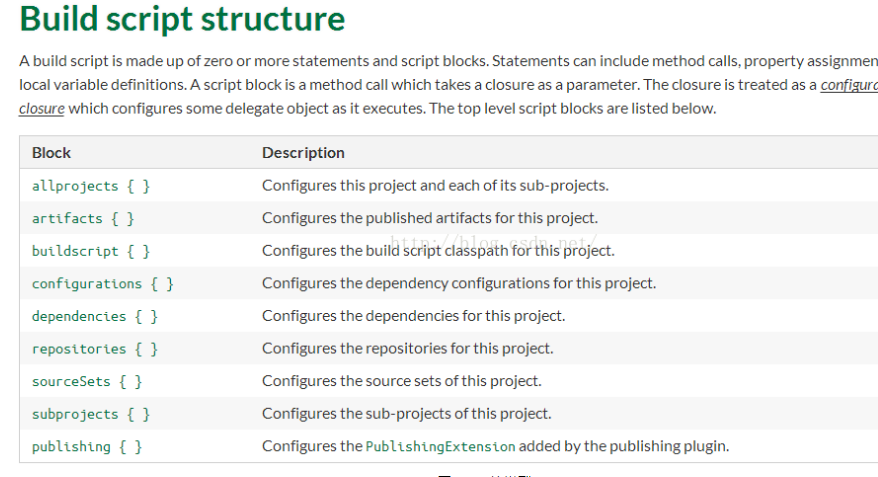 Build script structure
A build script is made up of zero or more statements and script blocks. Statements can include method calls, property
local variable definitions. A script block is a method call which takes a closure as a parameter. The closure is treated as a
closure which configures some delegate object as it executes. The top level script blocks are listed below.
Block Description
allprojects { } Configures this project and each of its sub-projects.
artifacts { } Configures the published artifacts for this project.
http://blog.csdn.net/
buildscript { } Configures the build script classpath for this project.
configurations { } Configures the dependency configurations for this project.
dependencies { } Configures the dependencies for this project.
repositories { } Configures the repositories for this project.
sourceSets { } Configures the source sets of this project.
subprojects { } Configures the sub-projects of this project.
publishing { } Configures the PublishingExtension added by the publishing plugin.